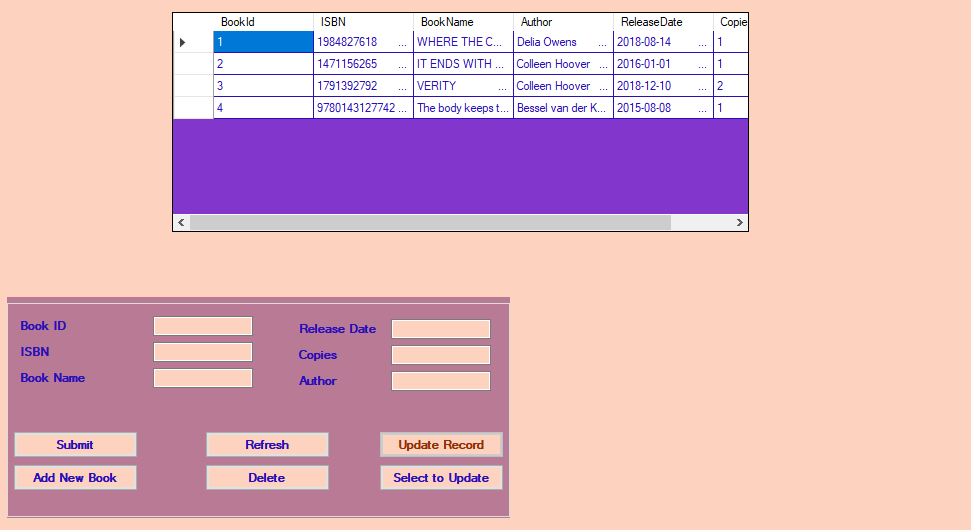 BookId ISBN BookName Author ReleaseDate Copie
1 1984827618 ... WHERE THE C... Delia Owens ... 2018-08-14 ... 1
2 1471156265 ... IT ENDS WITH ... Colleen Hoover ... 2016-01-01 ... 1
3 1791392792 ... VERITY ... Colleen Hoover ... 2018-12-10 ... 2
4 9780143127742 ... The body keeps t... Bessel van der K... 2015-08-08 ... 1
Book ID Release Date
ISBN Copies
Book Name Author
Submit Refresh Update Record
Add New Book Delete Select to Update